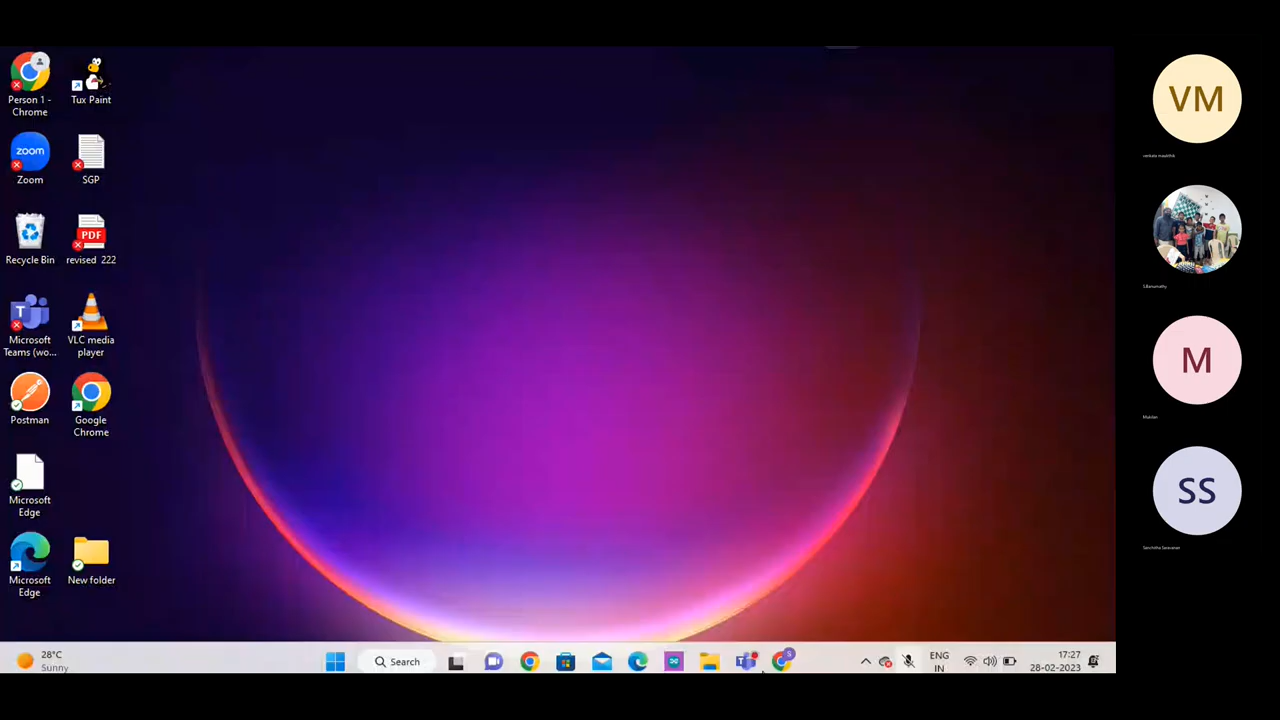 Person 1 -
Chrome
Tux Paint
zoom
Zoom
SGP
Recycle Bin
PDF
revised 222
T
Microsoft
Teams (wo...
VLC media
player
Postman
Google
Chrome
Microsoft
Edge
Microsoft
Edge
New folder
28°C
Sunny
Search
T
S
ENG
IN
17:27
28-02-2023
VM
M
SS